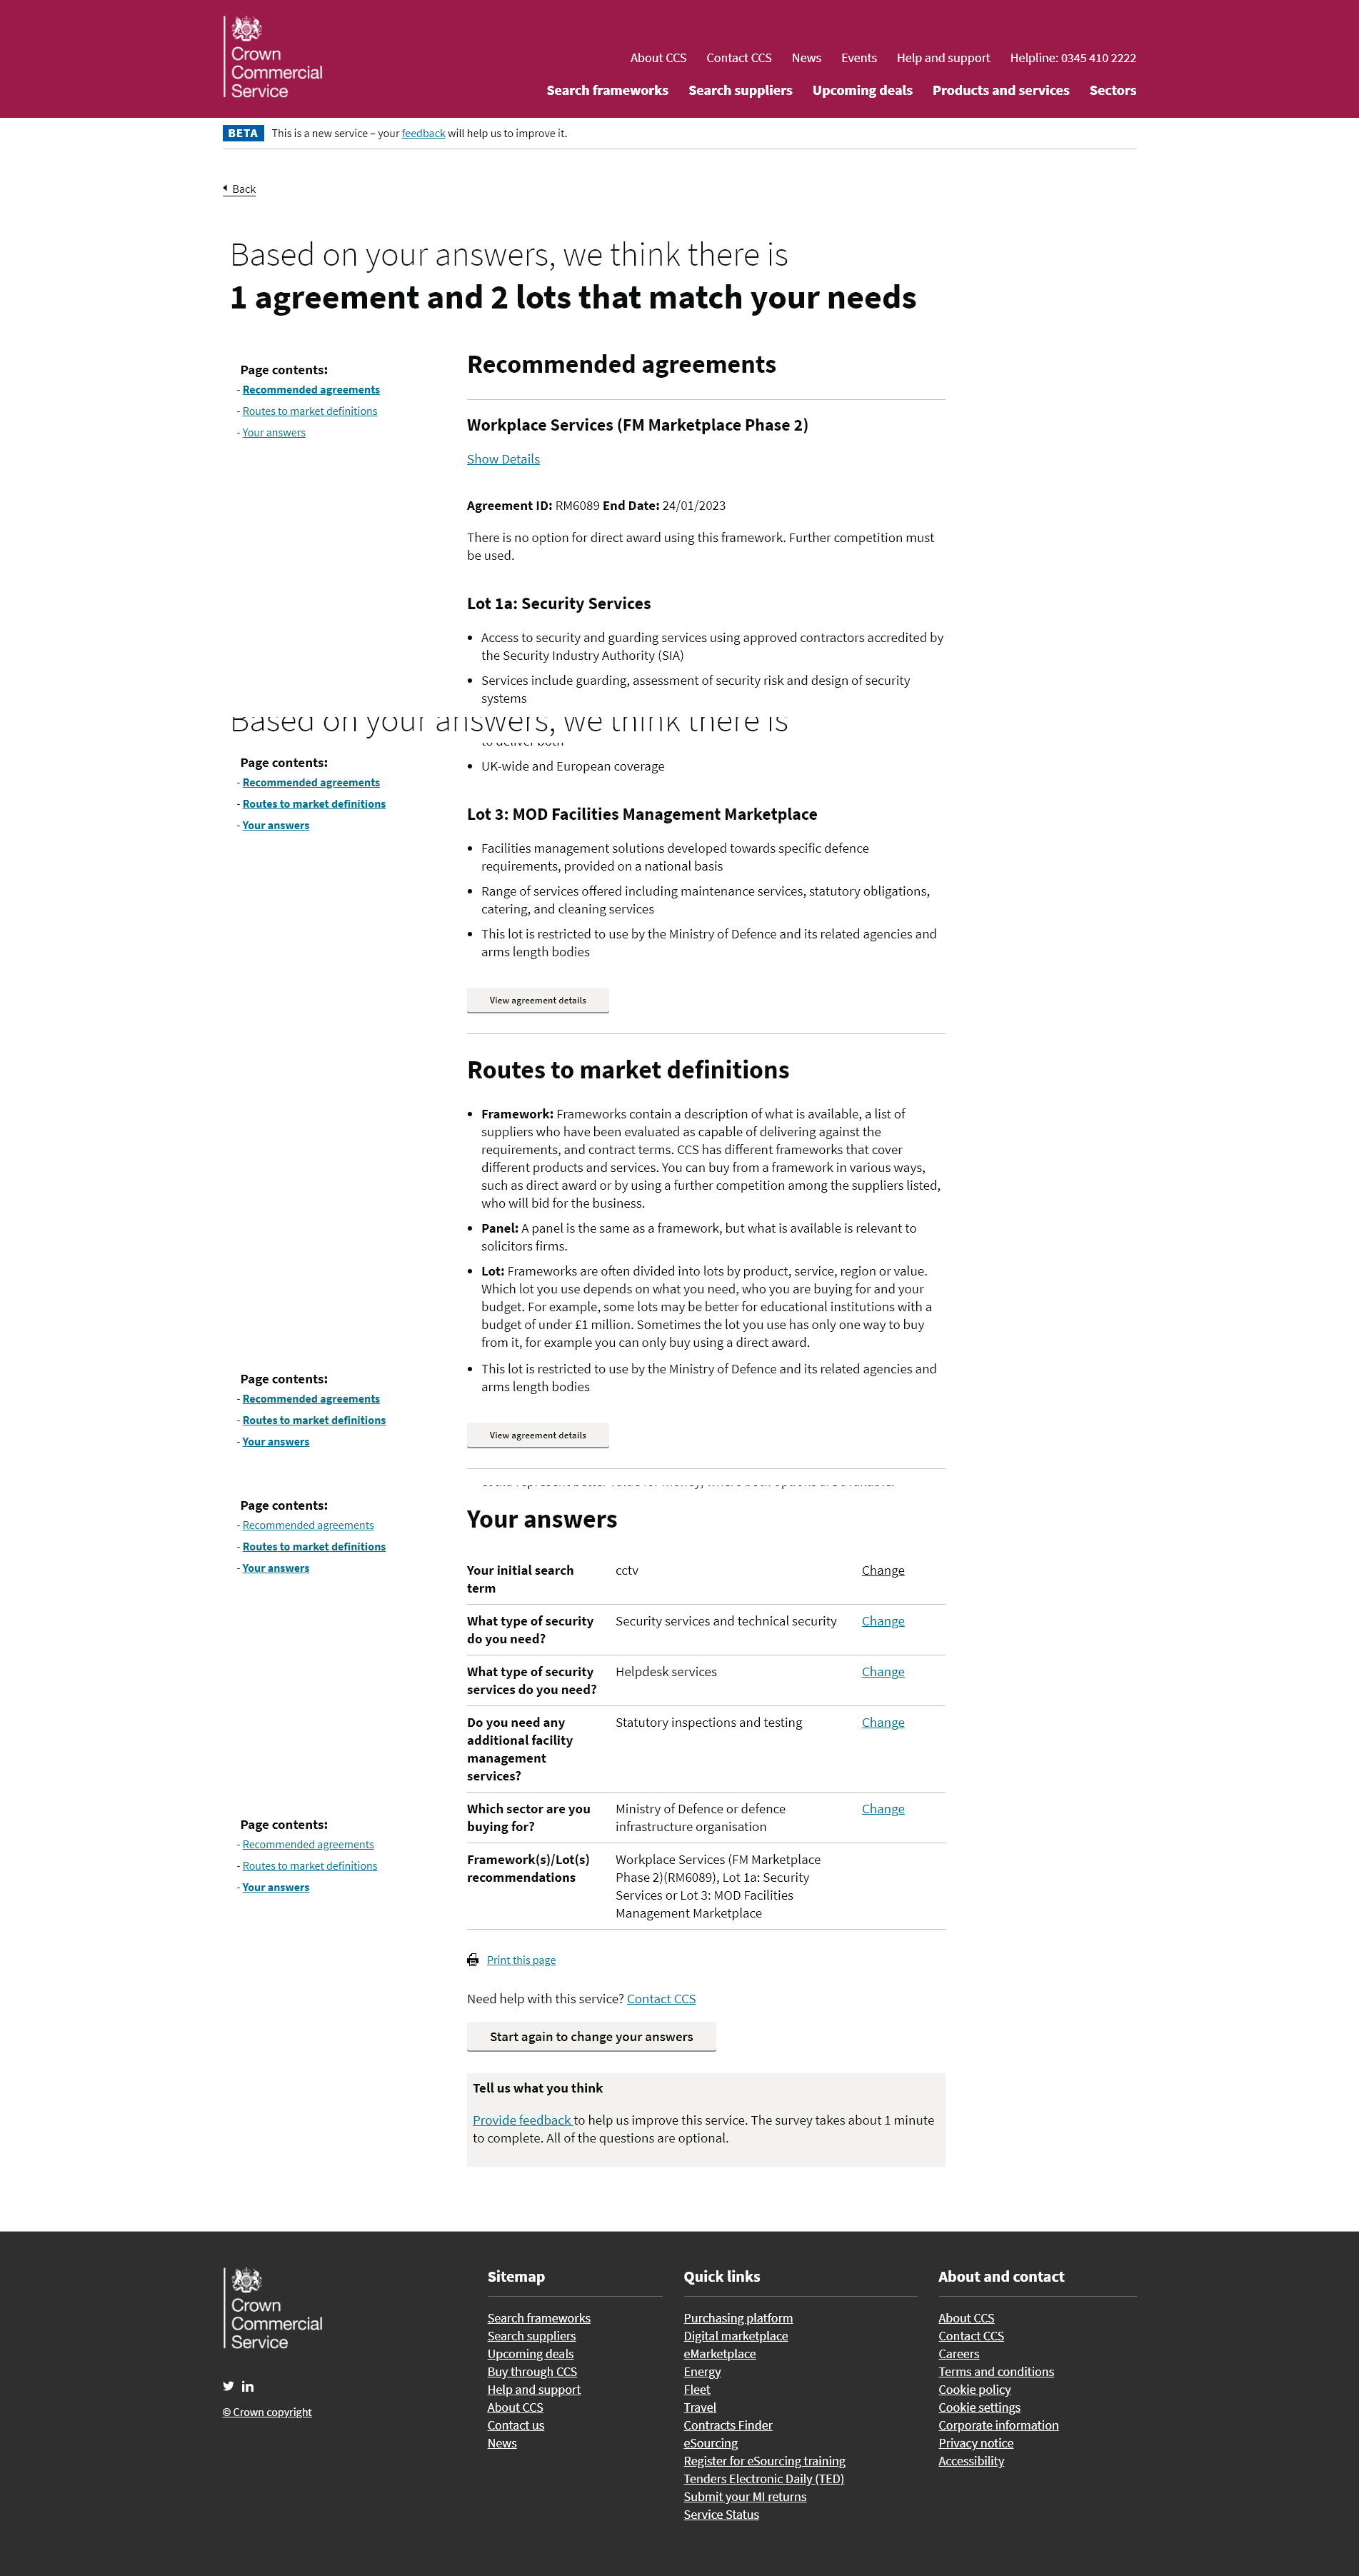 Crown
Commercial
Service
About CCS Contact CCS News Events Help and support Helpline: 0345 410 2222
Search frameworks Search suppliers Upcoming deals Products and services Sectors
BETA This is a new service – your feedback will help us to improve it.
Back
Based on your answers, we think there is
1 agreement and 2 lots that match your needs
Page contents:
- Recommended agreements
- Routes to market definitions
- Your answers
Recommended agreements
Workplace Services (FM Marketplace Phase 2)
Show Details
Agreement ID: RM6089 End Date: 24/01/2023
There is no option for direct award using this framework. Further competition must
be used.
Lot 1a: Security Services
• Access to security and guarding services using approved contractors accredited by
the Security Industry Authority (SIA)
• Services include guarding, assessment of security risk and design of security
systems
Based on your answers, we think there is
to deliver both
Page contents:
- Recommended agreements
- Routes to market definitions
- Your answers
• UK-wide and European coverage
Lot 3: MOD Facilities Management Marketplace
• Facilities management solutions developed towards specific defence
requirements, provided on a national basis
• Range of services offered including maintenance services, statutory obligations,
catering, and cleaning services
• This lot is restricted to use by the Ministry of Defence and its related agencies and
arms length bodies
View agreement details
Routes to market definitions
• Framework: Frameworks contain a description of what is available, a list of
suppliers who have been evaluated as capable of delivering against the
requirements, and contract terms. CCS has different frameworks that cover
different products and services. You can buy from a framework in various ways,
such as direct award or by using a further competition among the suppliers listed,
who will bid for the business.
• Panel: A panel is the same as a framework, but what is available is relevant to
solicitors firms.
• Lot: Frameworks are often divided into lots by product, service, region or value.
Which lot you use depends on what you need, who you are buying for and your
budget. For example, some lots may be better for educational institutions with a
budget of under £1 million. Sometimes the lot you use has only one way to buy
from it, for example you can only buy using a direct award.
• This lot is restricted to use by the Ministry of Defence and its related agencies and
arms length bodies
Page contents:
- Recommended agreements
- Routes to market definitions
- Your answers
View agreement details
Page contents:
- Recommended agreements
- Routes to market definitions
- Your answers
Your answers
Your initial search
term
cctv
Change
What type of security
do you need?
Security services and technical security
Change
What type of security
services do you need?
Helpdesk services
Change
Do you need any
additional facility
management
services?
Statutory inspections and testing
Change
Which sector are you
buying for?
Ministry of Defence or defence
infrastructure organisation
Change
Page contents:
- Recommended agreements
- Routes to market definitions
- Your answers
Framework(s)/Lot(s)
recommendations
Workplace Services (FM Marketplace
Phase 2)(RM6089), Lot 1a: Security
Services or Lot 3: MOD Facilities
Management Marketplace
Print this page
Need help with this service? Contact CCS
Start again to change your answers
Tell us what you think
Provide feedback to help us improve this service. The survey takes about 1 minute
to complete. All of the questions are optional.
Crown
Commercial
Service
© Crown copyright
Sitemap
Search frameworks
Search suppliers
Upcoming deals
Buy through CCS
Help and support
About CCS
Contact us
News
Quick links
Purchasing platform
Digital marketplace
eMarketplace
Energy
Fleet
Travel
Contracts Finder
eSourcing
Register for eSourcing training
Tenders Electronic Daily (TED)
Submit your MI returns
Service Status
About and contact
About CCS
Contact CCS
Careers
Terms and conditions
Cookie policy
Cookie settings
Corporate information
Privacy notice
Accessibility